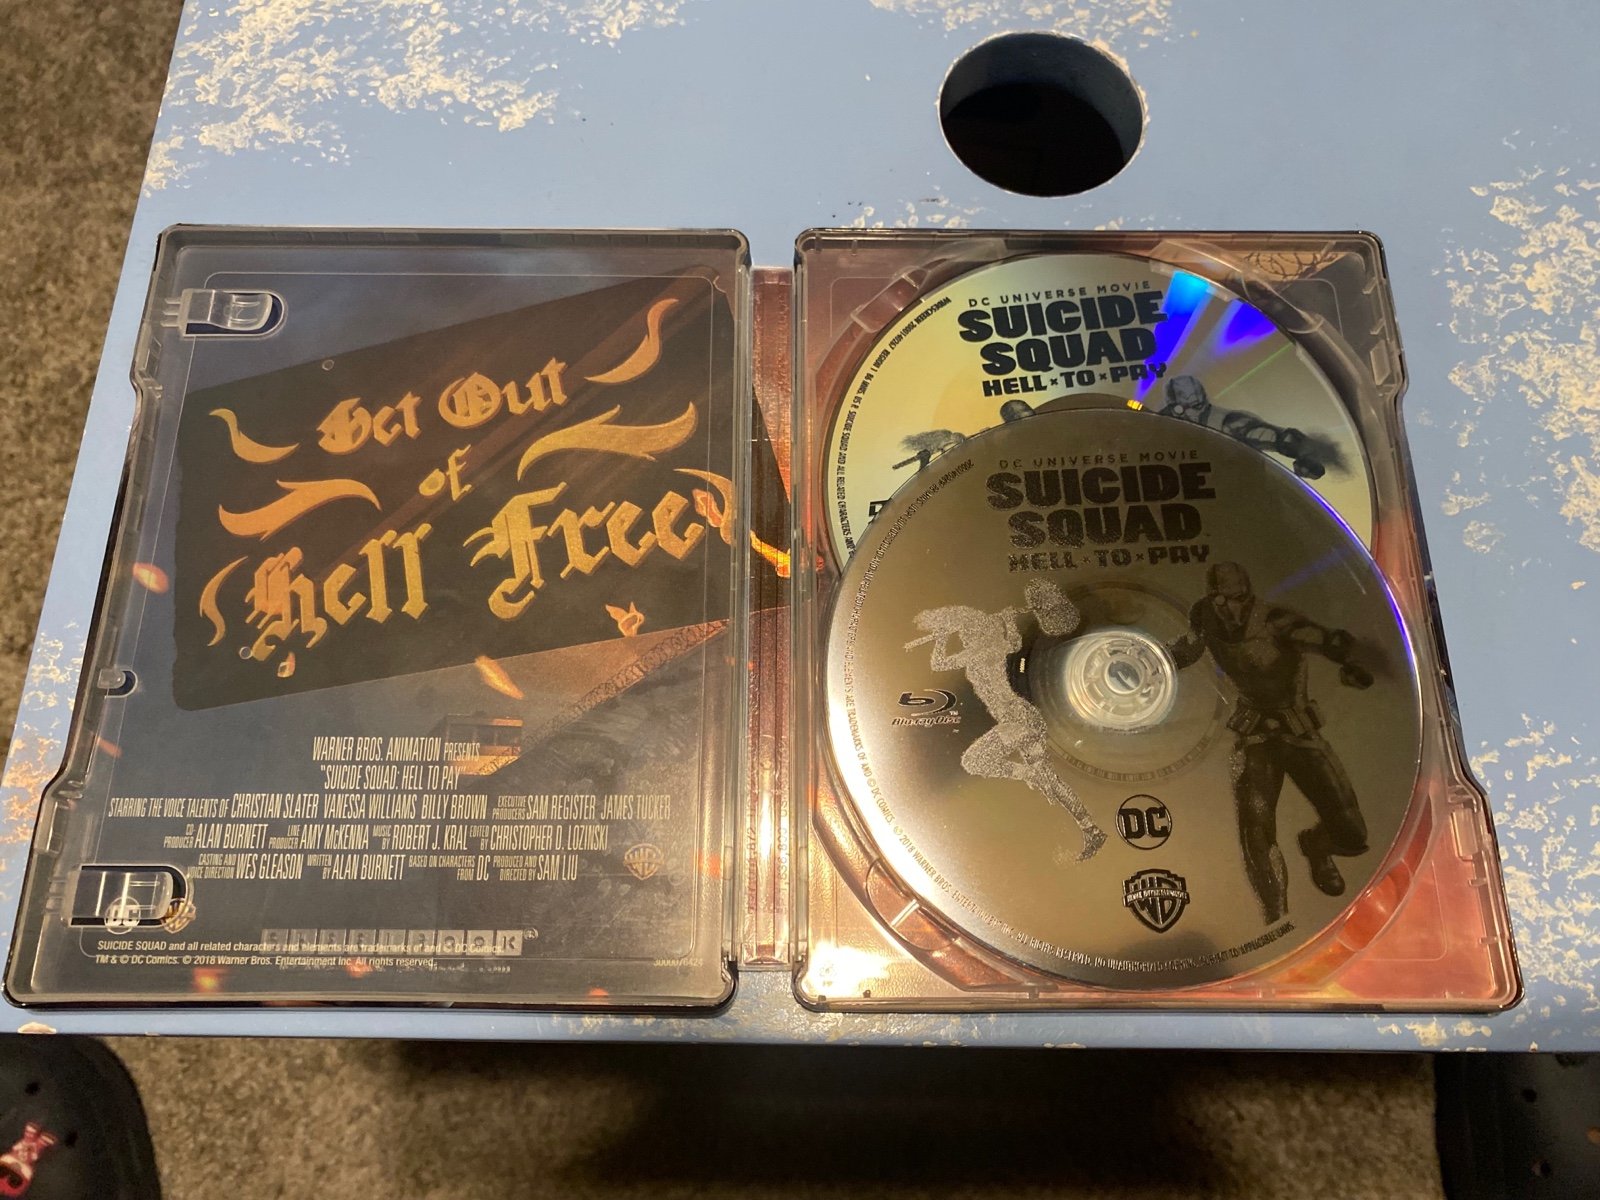 Get Out
of
Hell Free
WARNER BROS. ANIMATION PRESENTS
"SUICIDE SQUAD: HELL TO PAY"
STARRING THE VOICE TALENTS OF CHRISTIAN SLATER VANESSA WILLIAMS BILLY BROWN EXECUTIVE PRODUCERS SAM REGISTER JAMES TUCKER
CO-PRODUCER ALAN BURNETT LINE PRODUCER AMY McKENNA MUSIC BY ROBERT J. KRAL EDITED BY CHRISTOPHER D. LOZINSKI
CASTING AND VOICE DIRECTION WES GLEASON WRITTEN BY ALAN BURNETT BASED ON CHARACTERS FROM DC PRODUCED AND DIRECTED BY SAM LIU
DC
STEELBOOK
SUICIDE SQUAD and all related characters and elements are trademarks of and © DC Comics.
TM & © DC Comics. © 2018 Warner Bros. Entertainment Inc. All rights reserved.
3000076424
DC UNIVERSE MOVIE
SUICIDE
SQUAD
HELL × TO × PAY
DC UNIVERSE MOVIE
SUICIDE
SQUAD
HELL × TO × PAY
Blu-ray Disc
TM
DC
WB